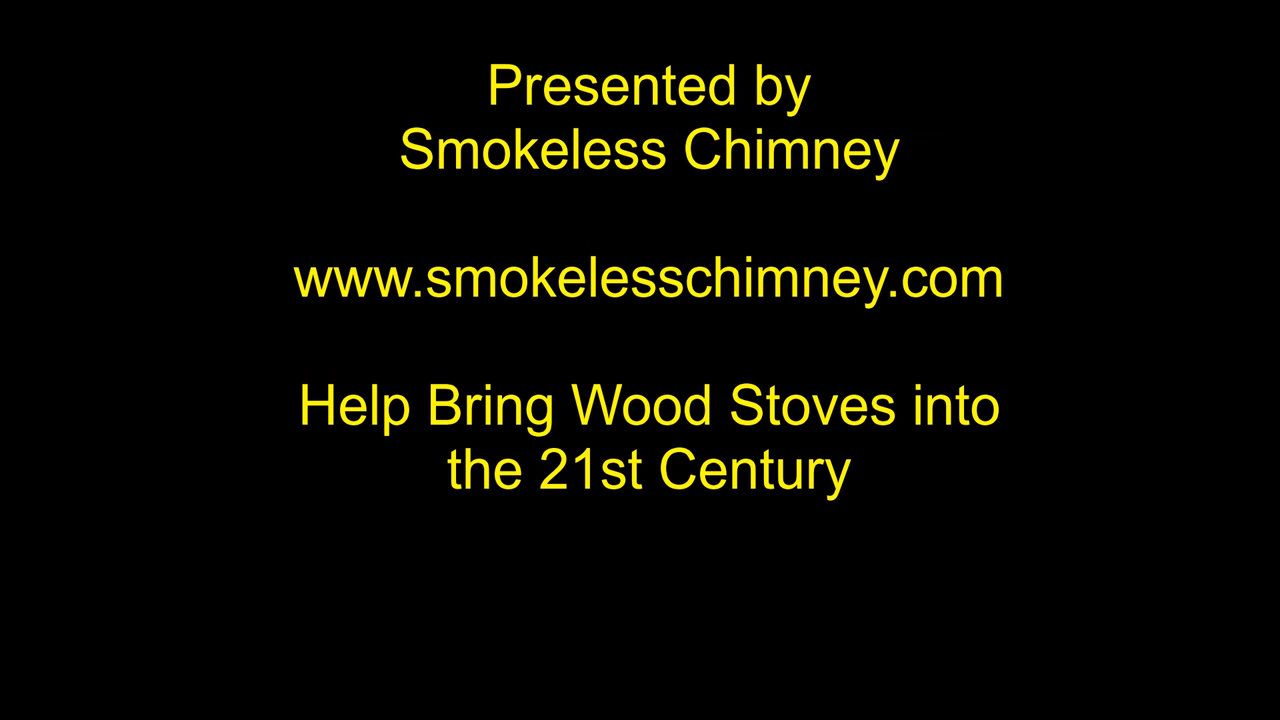 Presented by
Smokeless Chimney
www.smokelesschimney.com
Help Bring Wood Stoves into
the 21st Century